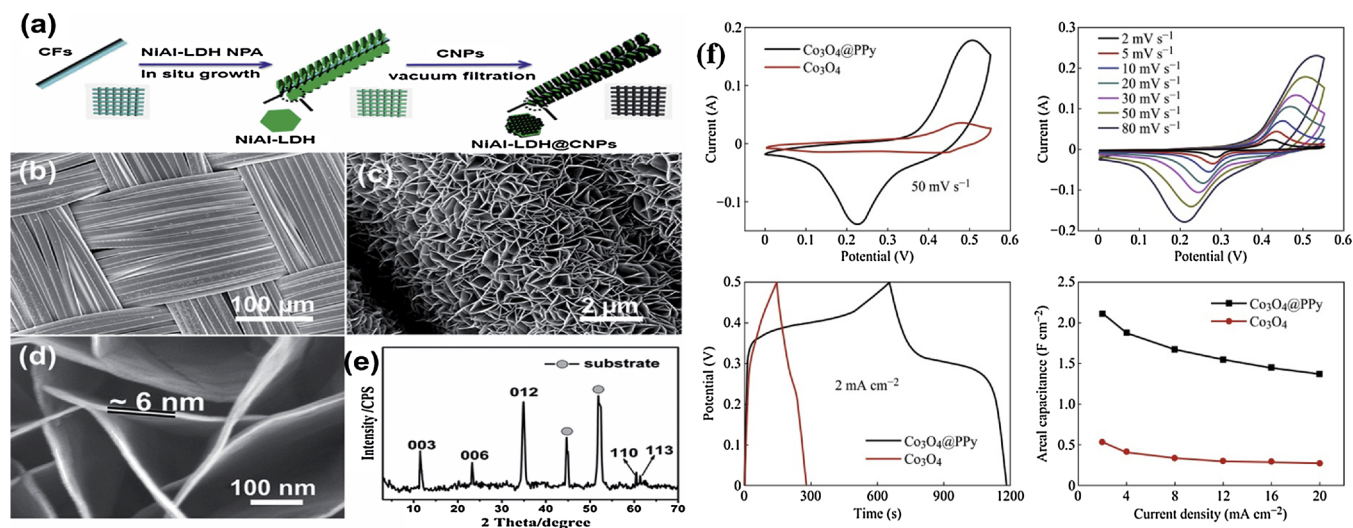 (a)
CFs
NiAl-LDH NPA
In situ growth
CNPs
vacuum filtration
NiAl-LDH
NiAl-LDH@CNPs
(b)
100 μm
(c)
2 μm
(d)
~ 6 nm
100 nm
(e)
substrate
003
006
012
110
113
Intensity /CPS
10 20 30 40 50 60 70
2 Theta/degree
(f)
Co₃O₄@PPy
Co₃O₄
50 mV s⁻¹
Current (A)
0.2
0.1
0
−0.1
0 0.1 0.2 0.3 0.4 0.5 0.6
Potential (V)
2 mV s⁻¹
5 mV s⁻¹
10 mV s⁻¹
20 mV s⁻¹
30 mV s⁻¹
50 mV s⁻¹
80 mV s⁻¹
Current (A)
0.3
0.2
0.1
0
−0.1
−0.2
0 0.1 0.2 0.3 0.4 0.5 0.6
Potential (V)
Potential (V)
0.5
0.4
0.3
0.2
0.1
0
2 mA cm⁻²
Co₃O₄@PPy
Co₃O₄
0 300 600 900 1200
Time (s)
Areal capacitance (F cm⁻²)
2.5
2.0
1.5
1.0
0.5
0
Co₃O₄@PPy
Co₃O₄
4 8 12 16 20
Current density (mA cm⁻²)